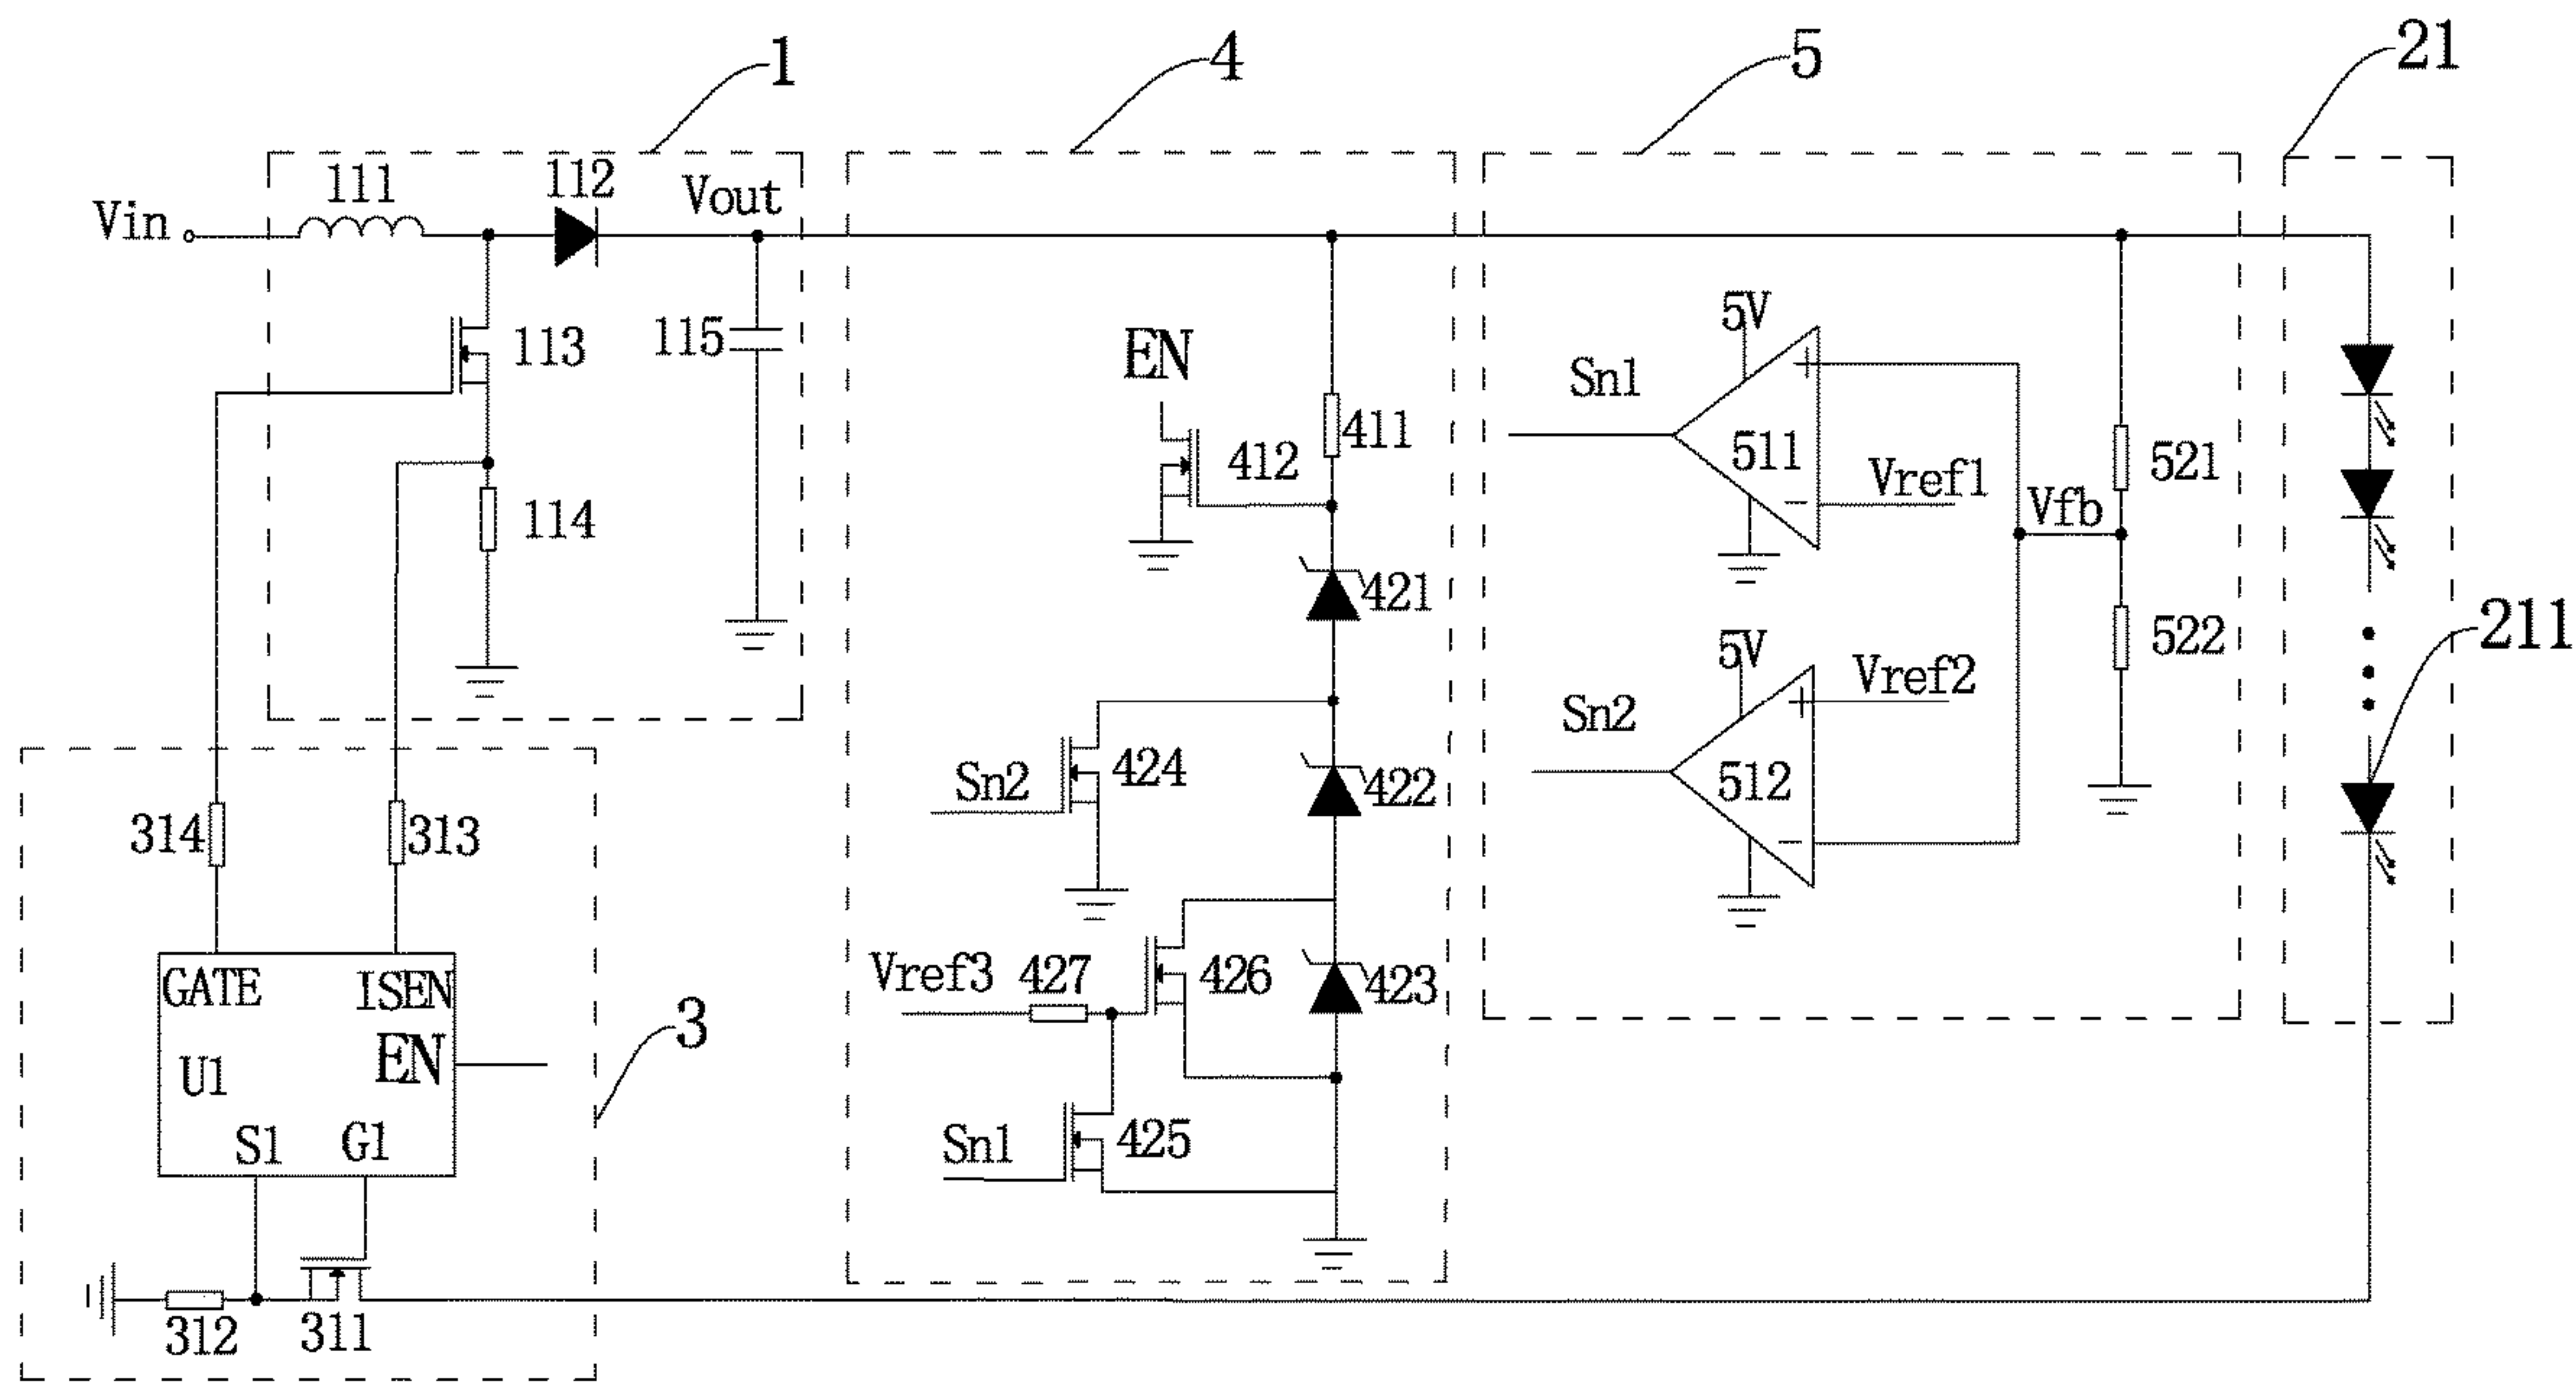 1
4
5
21
111
112
Vout
Vin
113
115
EN
411
412
114
421
Sn2
424
422
Vref3
427
426
423
Sn1
425
5V
Sn1
511
Vref1
Vfb
521
5V
Vref2
Sn2
512
522
211
314
313
GATE
ISEN
EN
U1
S1
G1
3
312
311